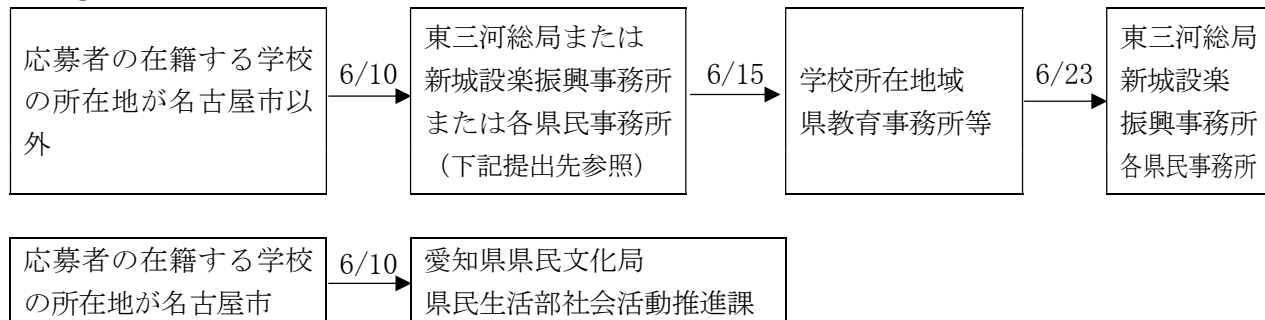 応募者の在籍する学校
の所在地が名古屋市以
外
6/10
東三河総局または
新城設楽振興事務所
または各県民事務所
（下記提出先参照）
6/15
学校所在地域
県教育事務所等
6/23
東三河総局
新城設楽
振興事務所
各県民事務所
応募者の在籍する学校
の所在地が名古屋市
6/10
愛知県県民文化局
県民生活部社会活動推進課